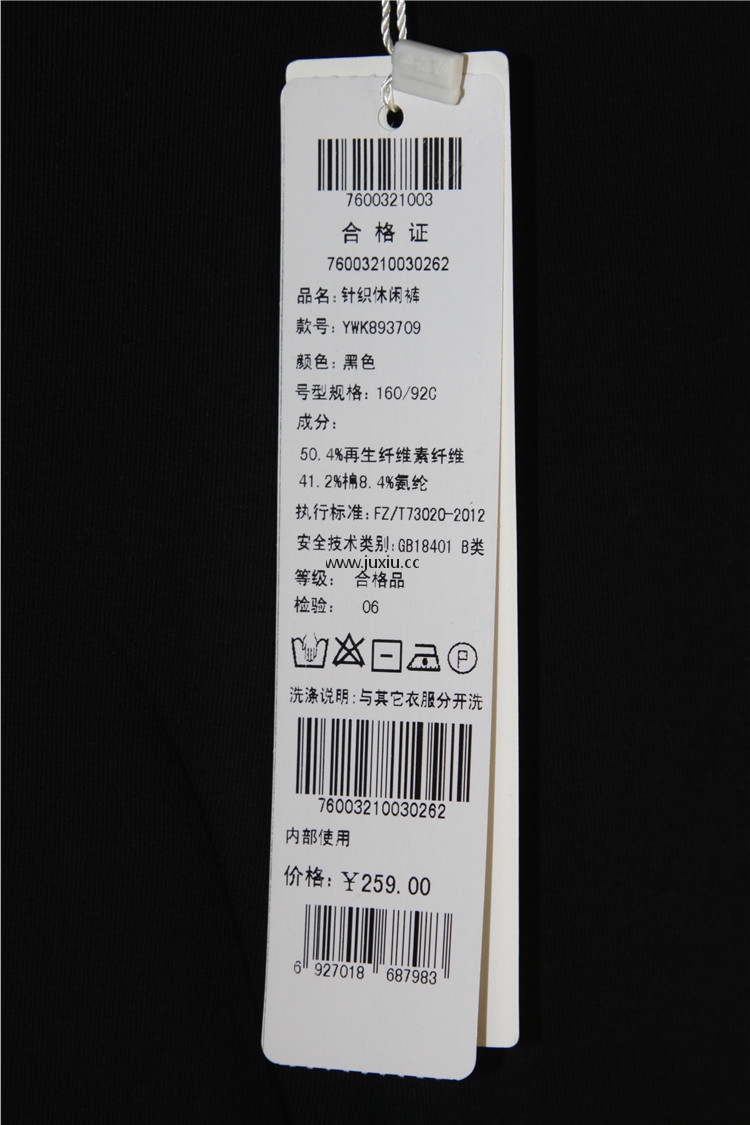 7600321003
合格证
76003210030262
品名:针织休闲裤
款号: YWK893709
颜色:黑色
号型规格: 160/92C
成分:
50.4%再生纤维素纤维
41.2%棉8.4%氨纶
执行标准:FZ/T73020-2012
安全技术类别:GB18401 B类
www.juxiu.cc
等级: 合格品
检验: 06
P
洗涤说明:与其它衣服分开洗
76003210030262
内部使用
价格:￥259.00
6 927018 687983